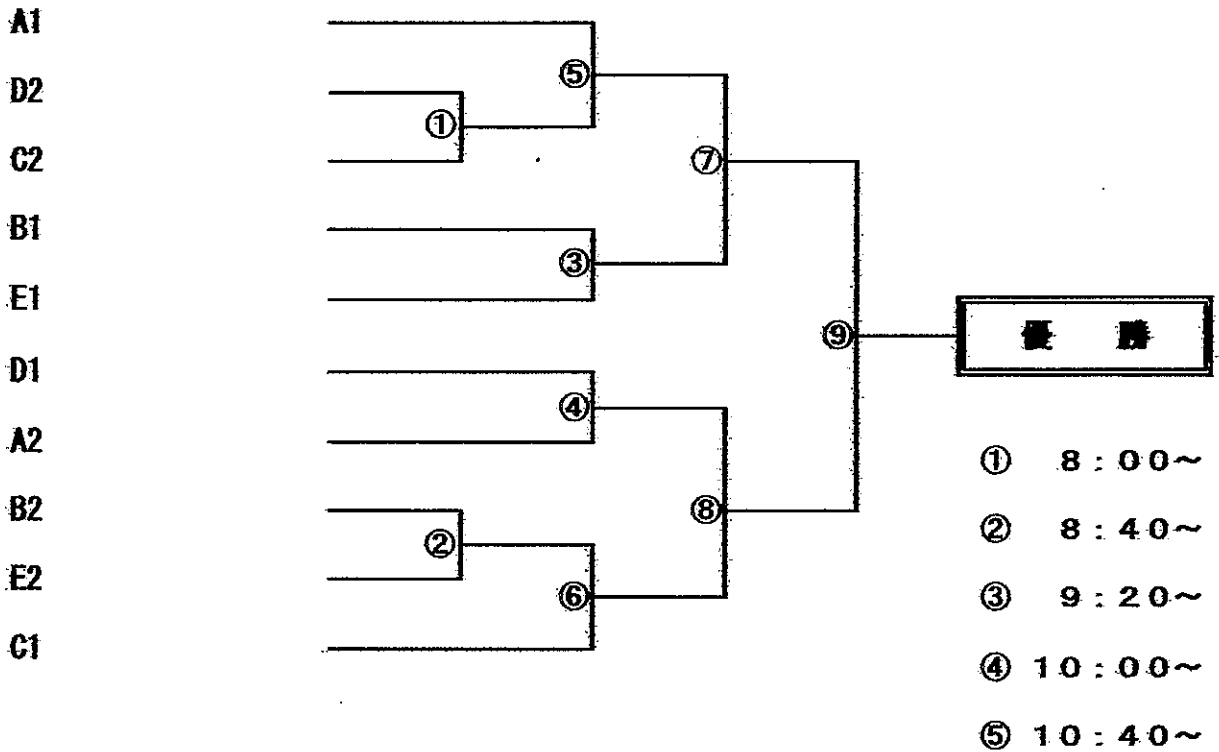 A1
⑤
D2
①
C2
⑦
B1
③
E1
⑨
優 勝
D1
④
A2
① 8:00~
B2
⑧
② 8:40~
②
E2
⑥
③ 9:20~
C1
④ 10:00~
⑤ 10:40~